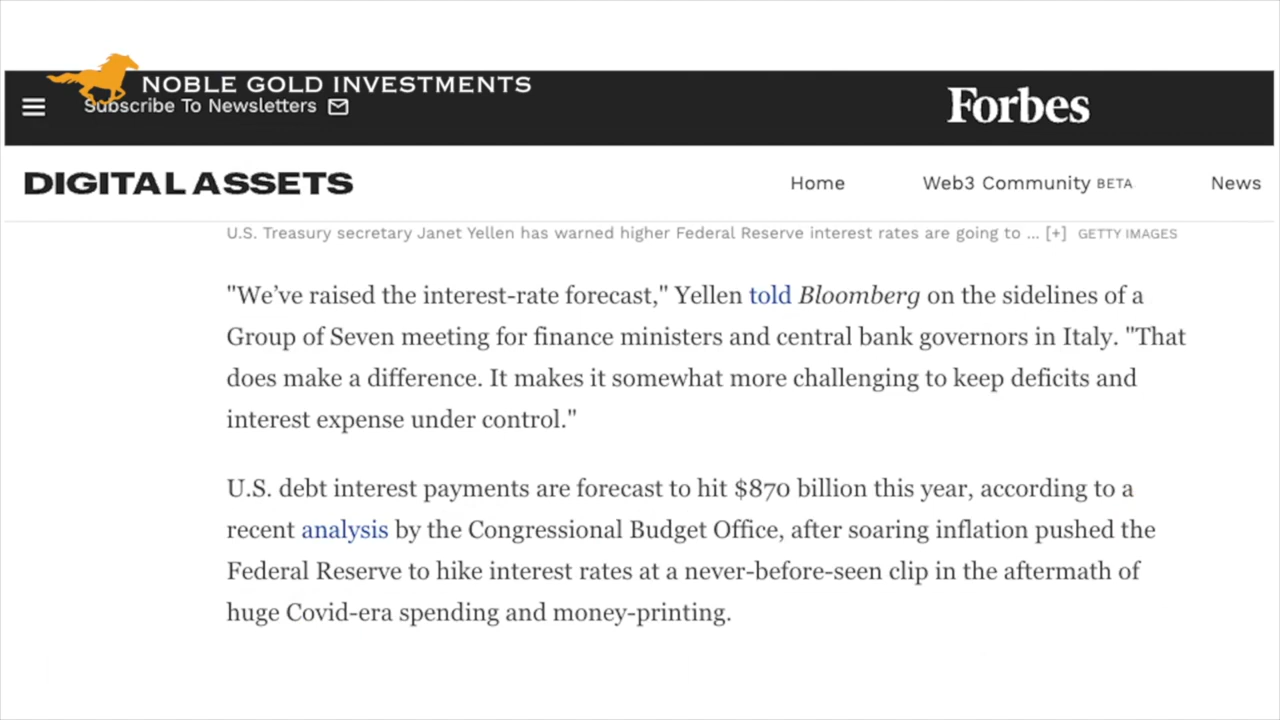 NOBLE GOLD INVESTMENTS
Subscribe To Newsletters
Forbes
DIGITAL ASSETS
Home
Web3 Community BETA
News
U.S. Treasury secretary Janet Yellen has warned higher Federal Reserve interest rates are going to ... [+] GETTY IMAGES
"We’ve raised the interest-rate forecast," Yellen told Bloomberg on the sidelines of a
Group of Seven meeting for finance ministers and central bank governors in Italy. "That
does make a difference. It makes it somewhat more challenging to keep deficits and
interest expense under control."
U.S. debt interest payments are forecast to hit $870 billion this year, according to a
recent analysis by the Congressional Budget Office, after soaring inflation pushed the
Federal Reserve to hike interest rates at a never-before-seen clip in the aftermath of
huge Covid-era spending and money-printing.